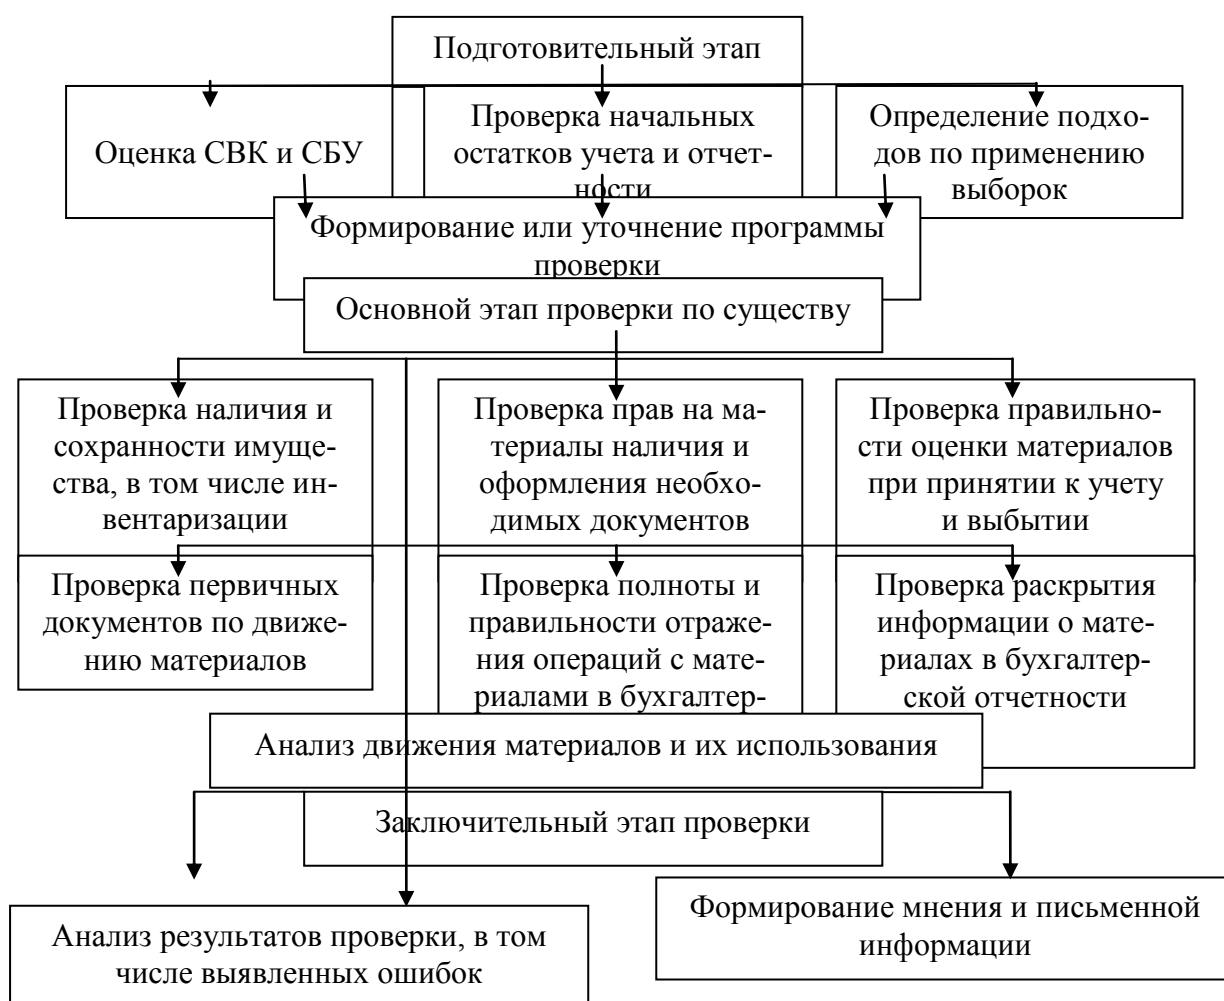 Подготовительный этап
Оценка СВК и СБУ
Проверка начальных
остатков учета и отчет-
ности
Определение подхо-
дов по применению
выборок
Формирование или уточнение программы
проверки
Основной этап проверки по существу
Проверка наличия и
сохранности имуще-
ства, в том числе ин-
вентаризации
Проверка прав на ма-
териалы наличия и
оформления необхо-
димых документов
Проверка правильно-
сти оценки материалов
при принятии к учету
и выбытии
Проверка первичных
документов по движе-
нию материалов
Проверка полноты и
правильности отраже-
ния операций с мате-
риалами в бухгалтер-
Проверка раскрытия
информации о мате-
риалах в бухгалтер-
ской отчетности
Анализ движения материалов и их использования
Заключительный этап проверки
Анализ результатов проверки, в том
числе выявленных ошибок
Формирование мнения и письменной
информации